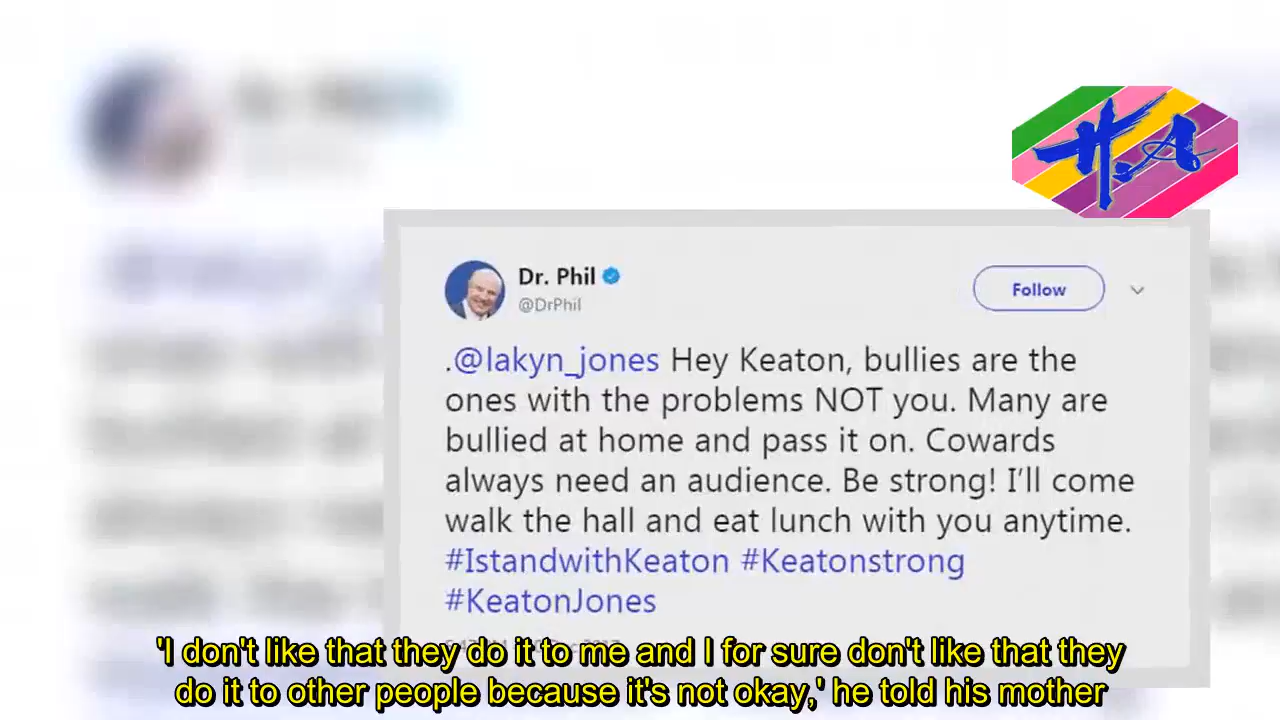 H.A
Dr. Phil
@DrPhil
Follow
.@lakyn_jones Hey Keaton, bullies are the
ones with the problems NOT you. Many are
bullied at home and pass it on. Cowards
always need an audience. Be strong! I’ll come
walk the hall and eat lunch with you anytime.
#IstandwithKeaton #Keatonstrong
#KeatonJones
'I don't like that they do it to me and I for sure don't like that they
do it to other people because it's not okay,' he told his mother